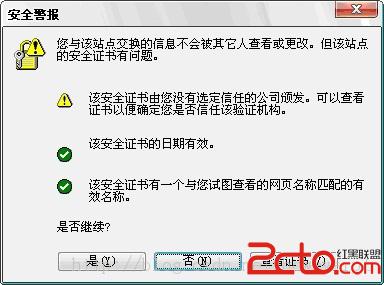 安全警报
您与该站点交换的信息不会被其它人查看或更改。但该站点
的安全证书有问题。
该安全证书由您没有选定信任的公司颁发。可以查看
证书以便确定您是否信任该验证机构。
该安全证书的日期有效。
该安全证书有一个与您试图查看的网页名称匹配的有
效名称。
是否继续?
是(Y) 否(N) 查看证书(V)
2cto.com 红黑联盟